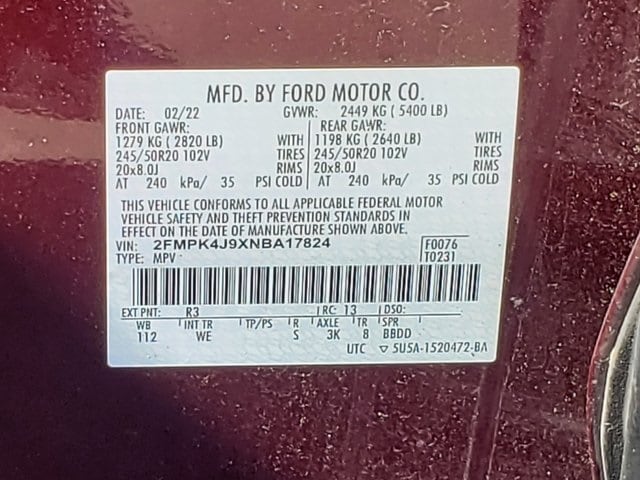 MFD. BY FORD MOTOR CO.
DATE: 02/22 GVWR: 2449 KG ( 5400 LB)
FRONT GAWR: REAR GAWR:
1279 KG ( 2820 LB) WITH 1198 KG ( 2640 LB) WITH
245/50R20 102V TIRES 245/50R20 102V TIRES
20x8.0J RIMS 20x8.0J RIMS
AT 240 kPa/ 35 PSI COLD AT 240 kPa/ 35 PSI COLD
THIS VEHICLE CONFORMS TO ALL APPLICABLE FEDERAL MOTOR
VEHICLE SAFETY AND THEFT PREVENTION STANDARDS IN
EFFECT ON THE DATE OF MANUFACTURE SHOWN ABOVE.
VIN: 2FMPK4J9XNBA17824 F0076
TYPE: MPV T0231
EXT PNT: R3 RC: 13 DSO:
WB INT TR TP/PS R AXLE TR SPR
112 WE S 3K 8 BBDD
UTC 5U5A-1520472-BA